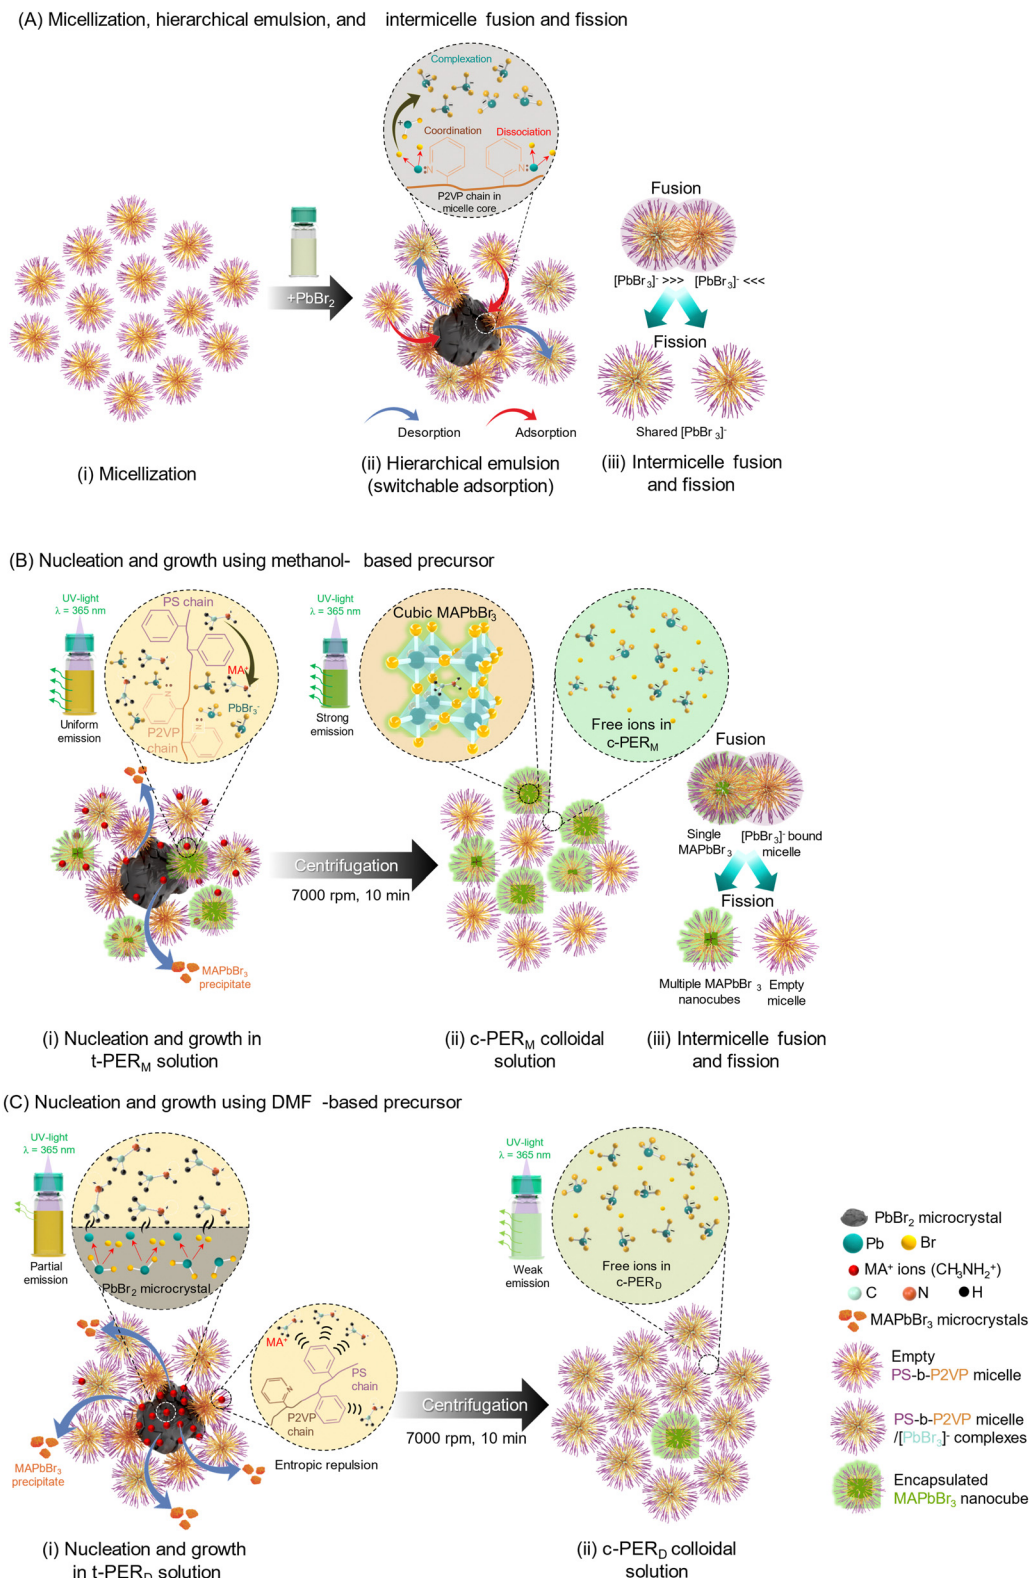 (A) Micellization, hierarchical emulsion, and intermicelle fusion and fission
Complexation
+
Coordination
Dissociation
N:
:N
P2VP chain in
micelle core
+PbBr2
Desorption
Adsorption
Fusion
[PbBr3]- >>>
[PbBr3]- <<<
Fission
Shared [PbBr3]-
(i) Micellization
(ii) Hierarchical emulsion
(switchable adsorption)
(iii) Intermicelle fusion
and fission
(B) Nucleation and growth using methanol- based precursor
UV-light
λ = 365 nm
Uniform
emission
PS chain
MA+
PbBr3-
P2VP
chain
MAPbBr3
precipitate
Centrifugation
7000 rpm, 10 min
UV-light
λ = 365 nm
Strong
emission
Cubic MAPbBr3
Free ions in
c-PERM
Fusion
Single
MAPbBr3
[PbBr3]- bound
micelle
Fission
Multiple MAPbBr3
nanocubes
Empty
micelle
(i) Nucleation and growth in
t-PERM solution
(ii) c-PERM colloidal
solution
(iii) Intermicelle fusion
and fission
(C) Nucleation and growth using DMF -based precursor
UV-light
λ = 365 nm
Partial
emission
PbBr2 microcrystal
MA+
PS
chain
P2VP
chain
Entropic repulsion
MAPbBr3
precipitate
Centrifugation
7000 rpm, 10 min
UV-light
λ = 365 nm
Weak
emission
Free ions in
c-PERD
(i) Nucleation and growth
in t-PERD solution
(ii) c-PERD colloidal
solution
PbBr2 microcrystal
Pb
Br
MA+ ions (CH3NH2+)
C
N
H
MAPbBr3 microcrystals
Empty
PS-b-P2VP micelle
PS-b-P2VP micelle
/[PbBr3]- complexes
Encapsulated
MAPbBr3 nanocube